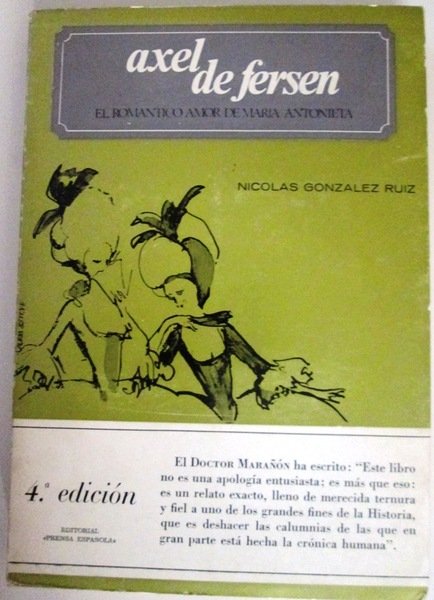 axel
de fersen
EL ROMANTICO AMOR DE MARIA ANTONIETA
NICOLAS GONZALEZ RUIZ
4.ª edición
EDITORIAL
«PRENSA ESPAÑOLA»
El Doctor Marañón ha escrito: “Este libro
no es una apología entusiasta; es más que eso:
es un relato exacto, lleno de merecida ternura
y fiel a uno de los grandes fines de la Historia,
que es deshacer las calumnias de las que en
gran parte está hecha la crónica humana”.